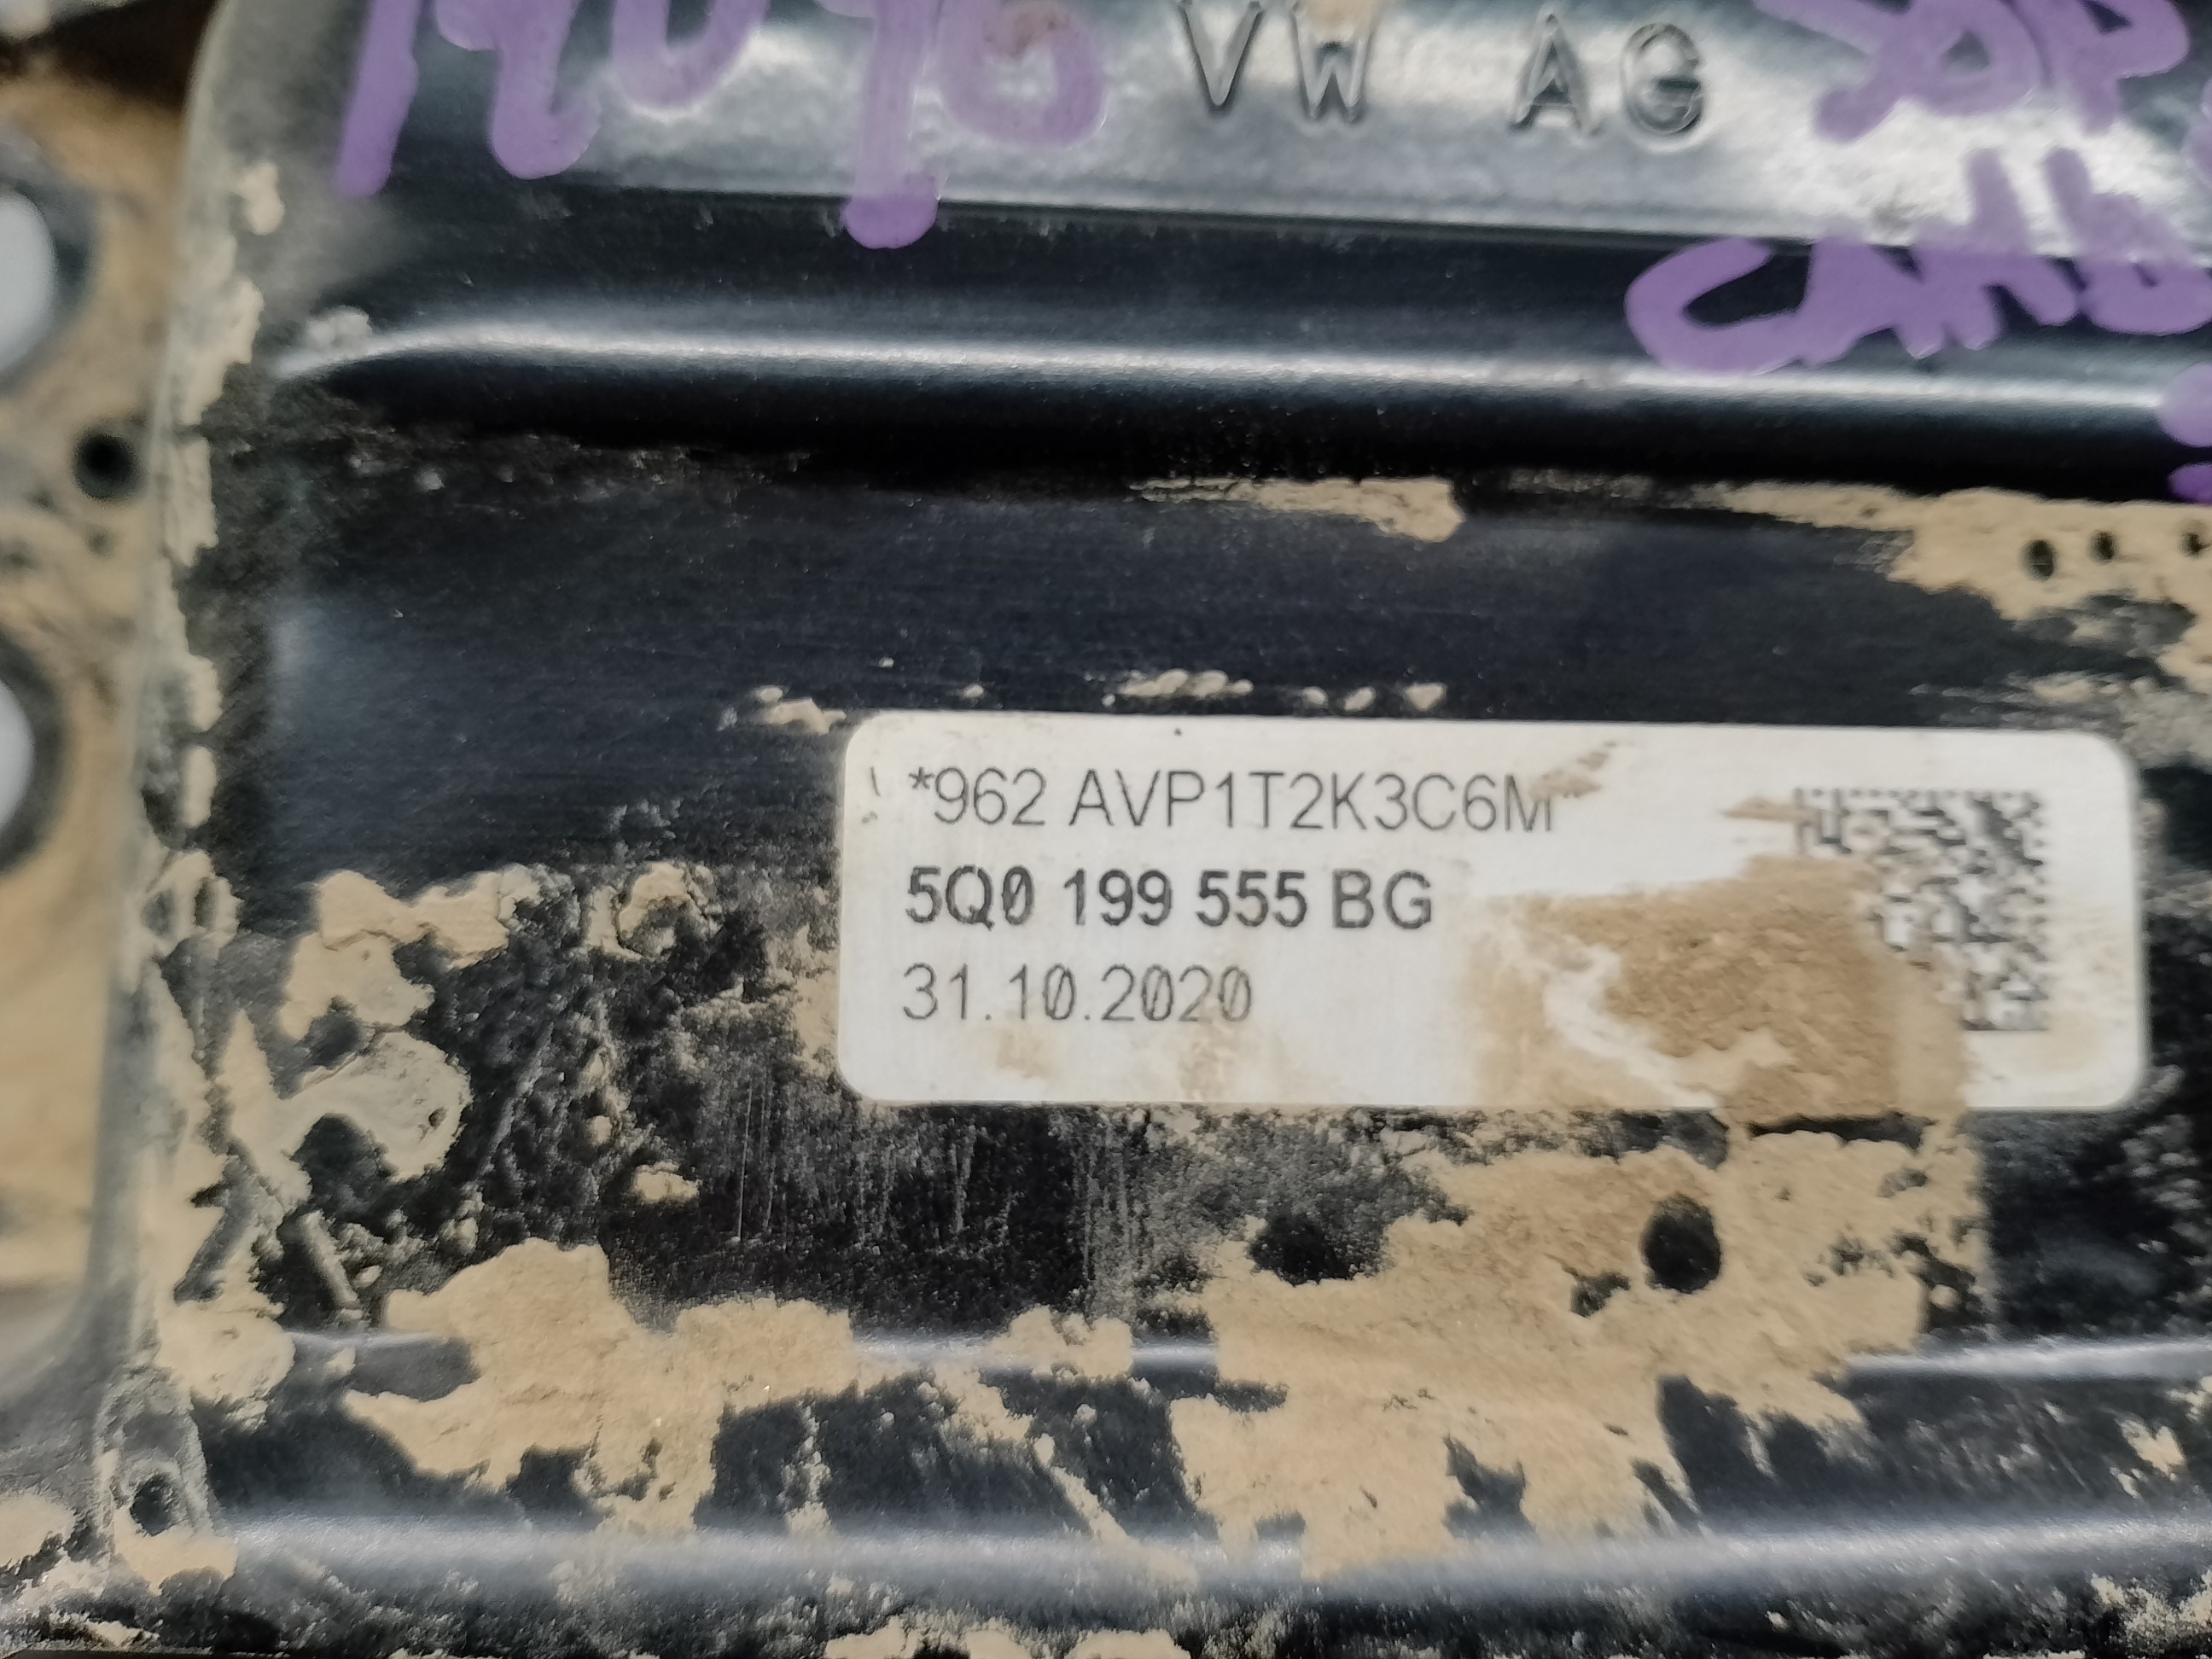 VW AG
*962 AVP1T2K3C6M*
5Q0 199 555 BG
31.10.2020